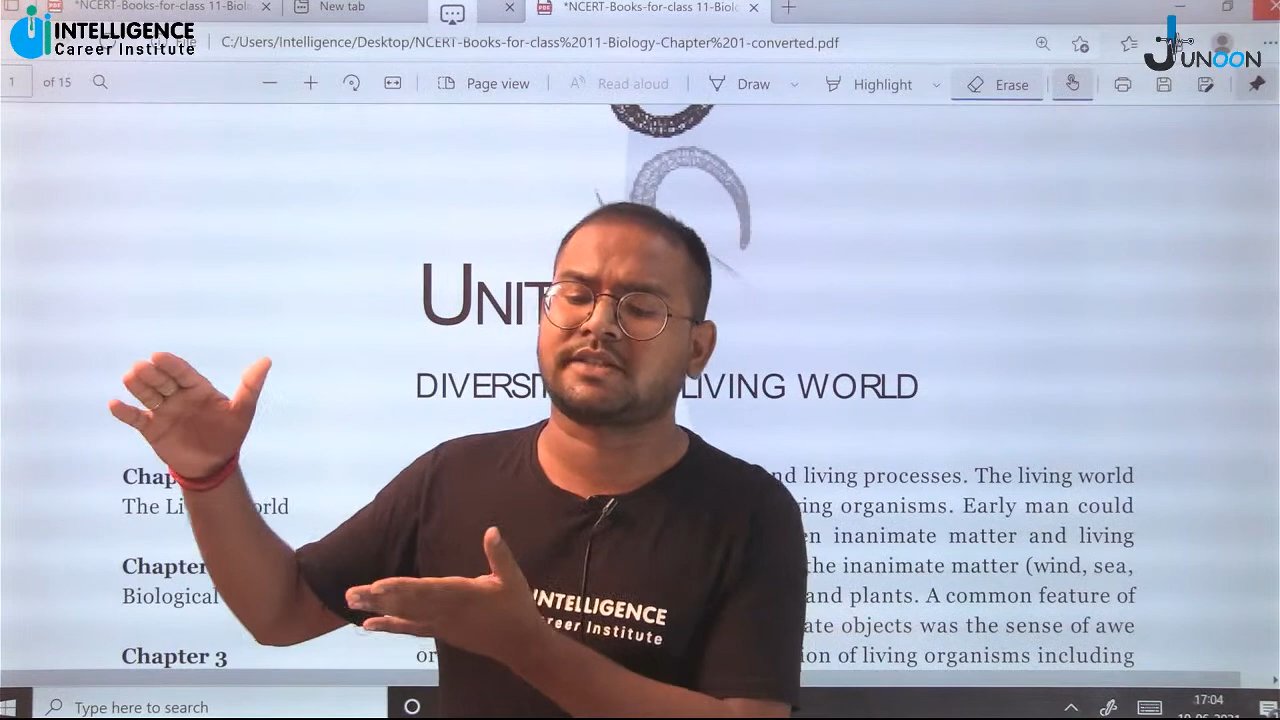 INTELLIGENCE
Career Institute
JUNOON
*NCERT-Books-for-class 11-Biol
New tab
*NCERT-Books-for-class 11-Biolo
C:/Users/Intelligence/Desktop/NCERT-Books-for-class%2011-Biology-Chapter%201-converted.pdf
1 of 15
Page view
Read aloud
Draw
Highlight
Erase
UNIT
DIVERSI LIVING WORLD
Chap
The Li orld
Chapter
Biological
Chapter 3
nd living processes. The living world
ing organisms. Early man could
en inanimate matter and living
the inanimate matter (wind, sea,
and plants. A common feature of
ate objects was the sense of awe
or ion of living organisms including
INTELLIGENCE
areer Institute
Type here to search
17:04